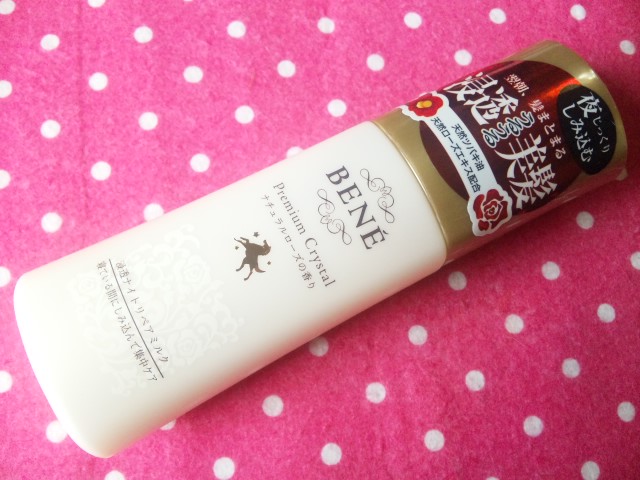 夜じっくり
しみ込む
翌朝、髪まとまる
浸透うるうる美髪
天然ツバキ油
天然ローズエキス配合
BENÉ
Premium Crystal
ナチュラルローズの香り
浸透ナイトリペアミルク
寝ている間にしみ込んで集中ケア